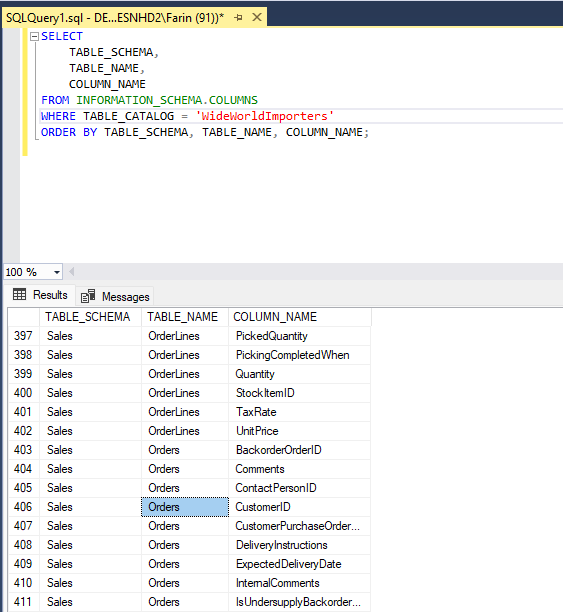 SQLQuery1.sql - DE...ESNHD2\Farin (91))*
SELECT
TABLE_SCHEMA,
TABLE_NAME,
COLUMN_NAME
FROM INFORMATION_SCHEMA.COLUMNS
WHERE TABLE_CATALOG = 'WideWorldImporters'
ORDER BY TABLE_SCHEMA, TABLE_NAME, COLUMN_NAME;
100 %
Results Messages
TABLE_SCHEMA TABLE_NAME COLUMN_NAME
397 Sales OrderLines PickedQuantity
398 Sales OrderLines PickingCompletedWhen
399 Sales OrderLines Quantity
400 Sales OrderLines StockItemID
401 Sales OrderLines TaxRate
402 Sales OrderLines UnitPrice
403 Sales Orders BackorderOrderID
404 Sales Orders Comments
405 Sales Orders ContactPersonID
406 Sales Orders CustomerID
407 Sales Orders CustomerPurchaseOrder...
408 Sales Orders DeliveryInstructions
409 Sales Orders ExpectedDeliveryDate
410 Sales Orders InternalComments
411 Sales Orders IsUndersupplyBackorder...